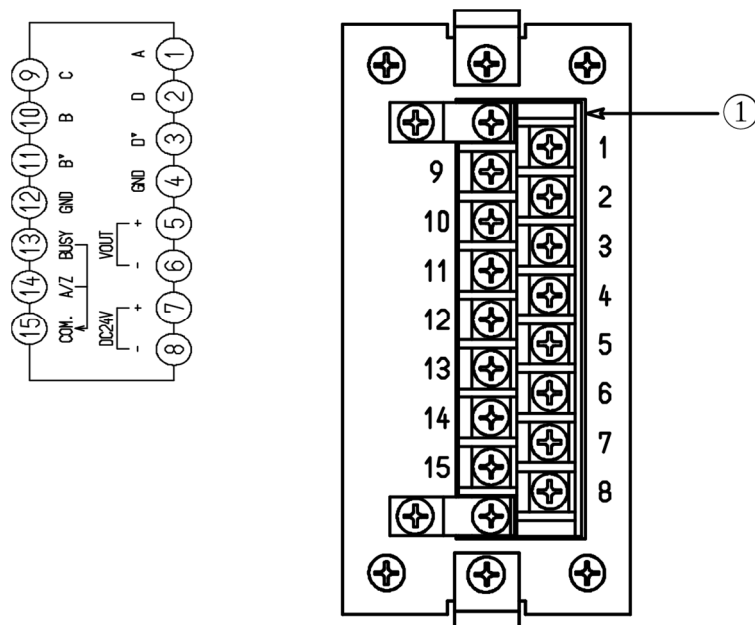 9 C A 1
10 B D 2
11 B' D' 3
12 GND GND 4
13 BUSY VOUT + 5
14 A/Z - 6
15 COM. DC24V + 7
- 8
①
1
9
2
10
3
11
4
12
5
13
6
14
7
15
8